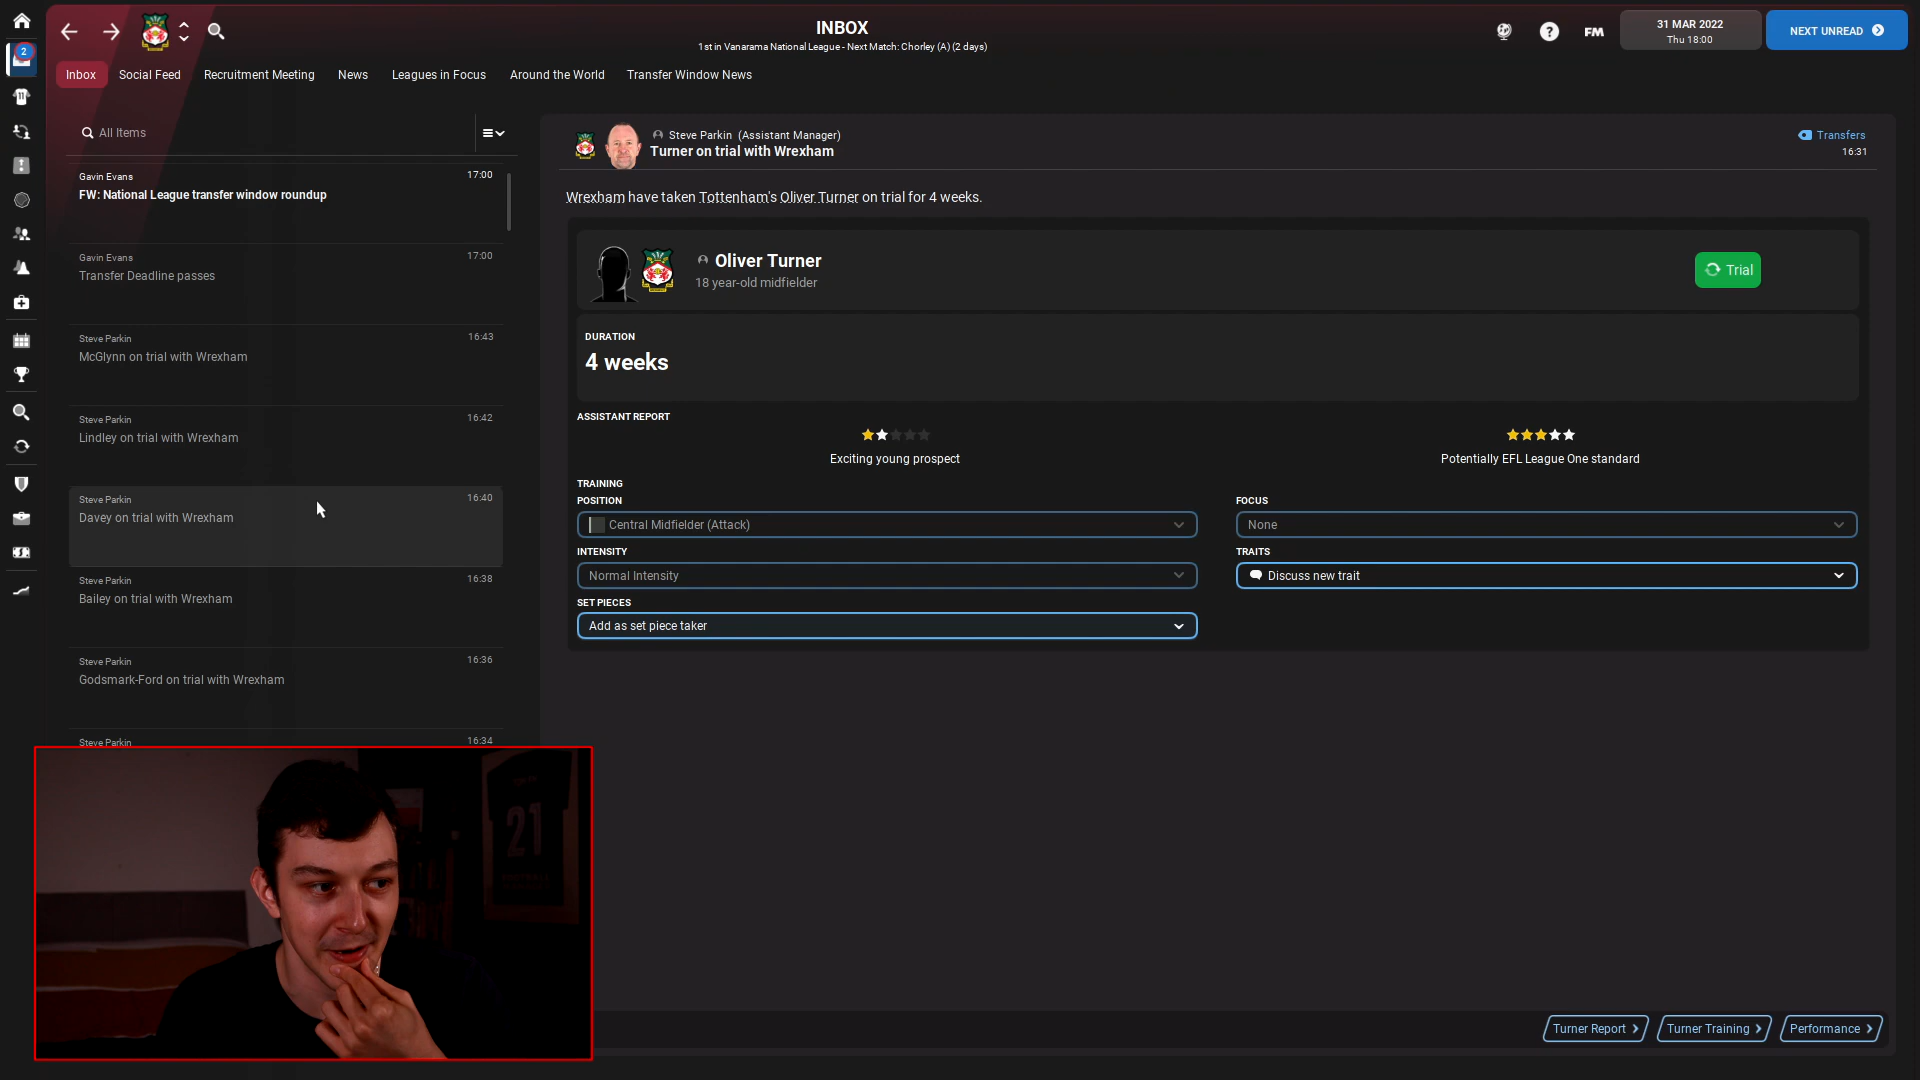 INBOX
1st in Vanarama National League - Next Match: Chorley (A) (2 days)
FM
31 MAR 2022
Thu 18:00
NEXT UNREAD
2
Inbox
Social Feed
Recruitment Meeting
News
Leagues in Focus
Around the World
Transfer Window News
All Items
Gavin Evans
17:00
FW: National League transfer window roundup
Gavin Evans
17:00
Transfer Deadline passes
Steve Parkin
16:43
McGlynn on trial with Wrexham
Steve Parkin
16:42
Lindley on trial with Wrexham
Steve Parkin
16:40
Davey on trial with Wrexham
Steve Parkin
16:38
Bailey on trial with Wrexham
Steve Parkin
16:36
Godsmark-Ford on trial with Wrexham
Steve Parkin
16:34
Steve Parkin (Assistant Manager)
Turner on trial with Wrexham
Transfers
16:31
Wrexham have taken Tottenham's Oliver Turner on trial for 4 weeks.
Oliver Turner
18 year-old midfielder
Trial
DURATION
4 weeks
ASSISTANT REPORT
Exciting young prospect
Potentially EFL League One standard
TRAINING
POSITION
Central Midfielder (Attack)
FOCUS
None
INTENSITY
Normal Intensity
TRAITS
Discuss new trait
SET PIECES
Add as set piece taker
21
Turner Report
Turner Training
Performance